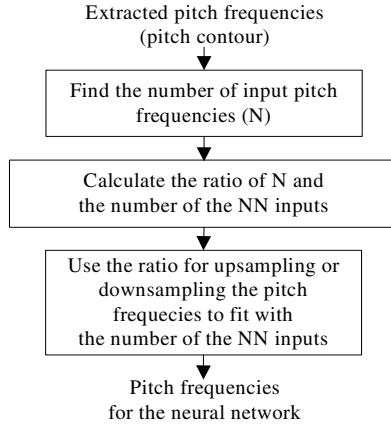 Extracted pitch frequencies
(pitch contour)
Find the number of input pitch
frequencies (N)
Calculate the ratio of N and
the number of the NN inputs
Use the ratio for upsampling or
downsampling the pitch
frequecies to fit with
the number of the NN inputs
Pitch frequencies
for the neural network